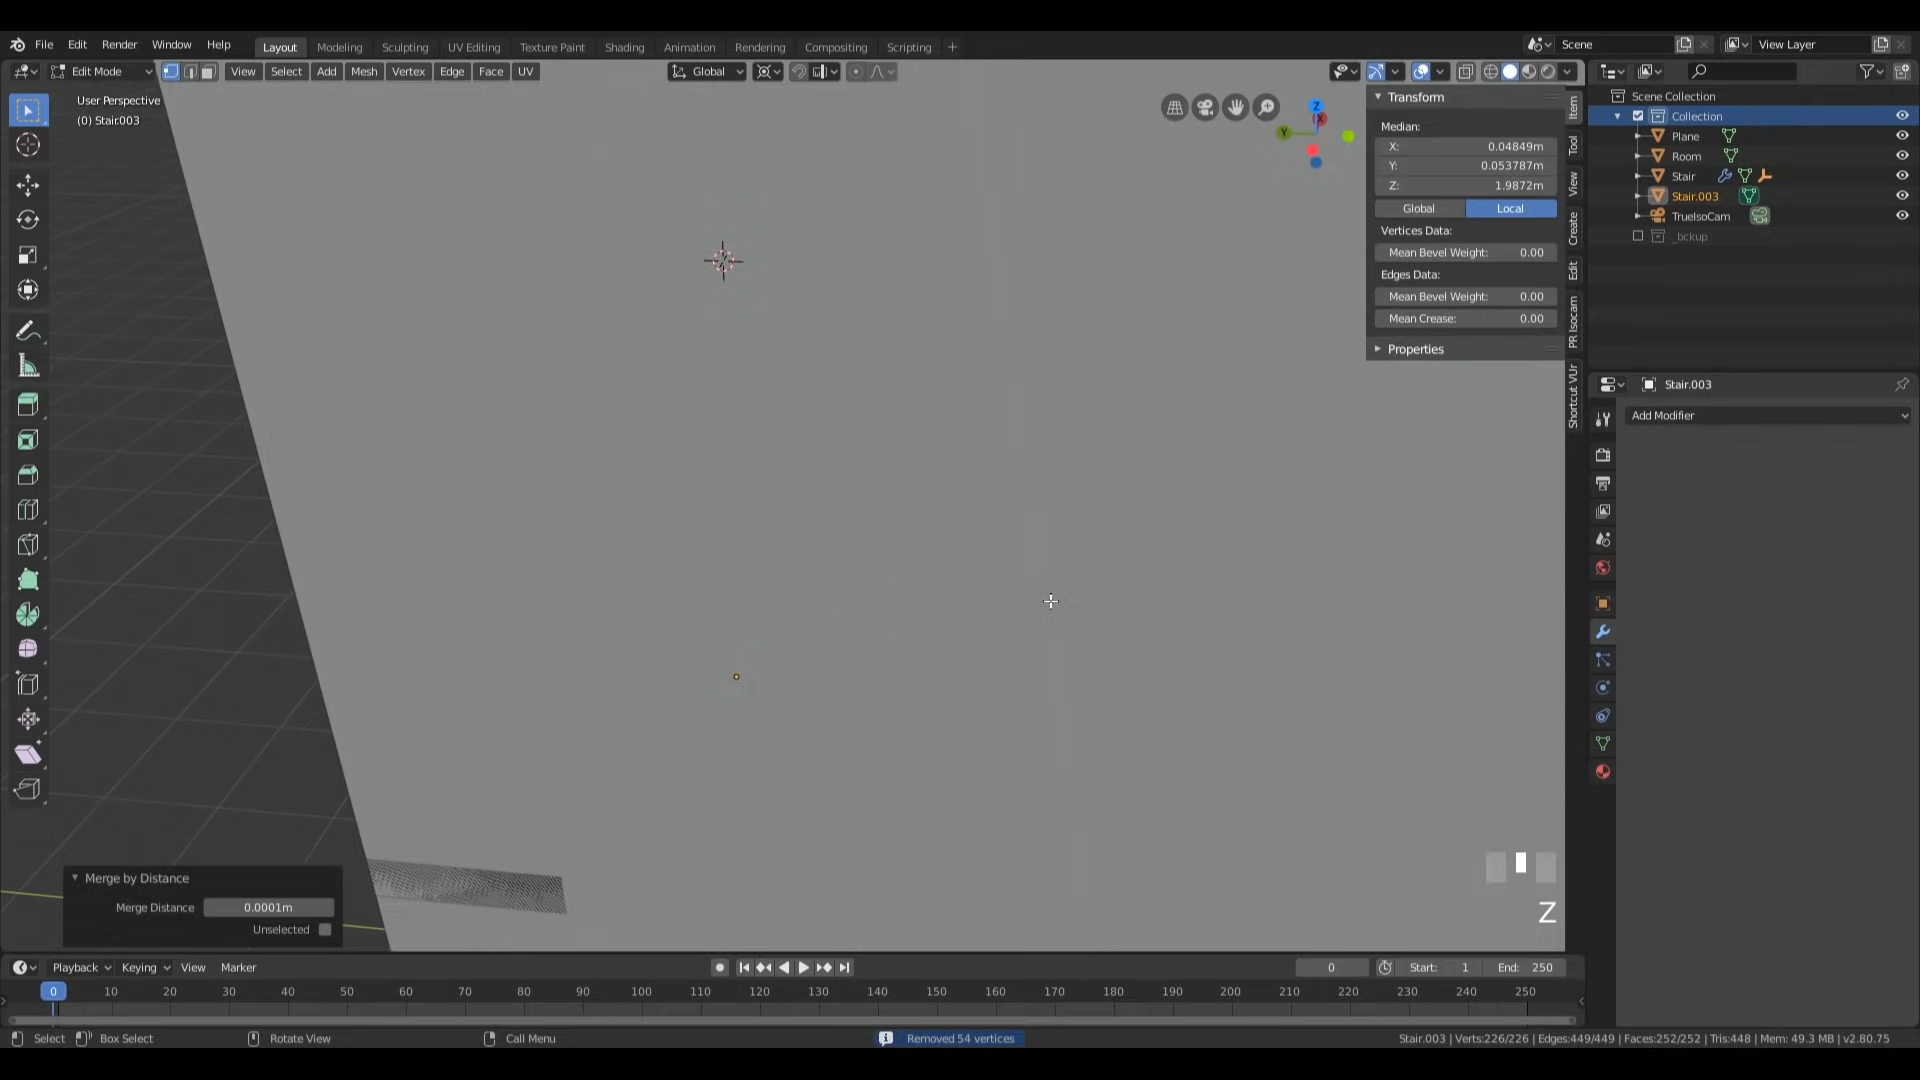 File Edit Render Window Help Layout Modeling Sculpting UV Editing Texture Paint Shading Animation Rendering Compositing Scripting + Scene View Layer
Edit Mode View Select Add Mesh Vertex Edge Face UV Global
User Perspective
(0) Stair.003
Transform
Median:
X: 0.04849m
Y: 0.053787m
Z: 1.9872m
Global Local
Vertices Data:
Mean Bevel Weight: 0.00
Edges Data:
Mean Bevel Weight: 0.00
Mean Crease: 0.00
Properties
Item
Tool
View
Create
Edit
PR Isocam
Shortcut VUr
Z
X
Y
Scene Collection
Collection
Plane
Room
Stair
Stair.003
TrueIsoCam
_bckup
Stair.003
Add Modifier
Merge by Distance
Merge Distance 0.0001m
Unselected
Z
Playback Keying View Marker 0 Start: 1 End: 250
0 10 20 30 40 50 60 70 80 90 100 110 120 130 140 150 160 170 180 190 200 210 220 230 240 250
Select Box Select Rotate View Call Menu Removed 54 vertices Stair.003 | Verts:226/226 | Edges:449/449 | Faces:252/252 | Tris:448 | Mem: 49.3 MB | v2.80.75